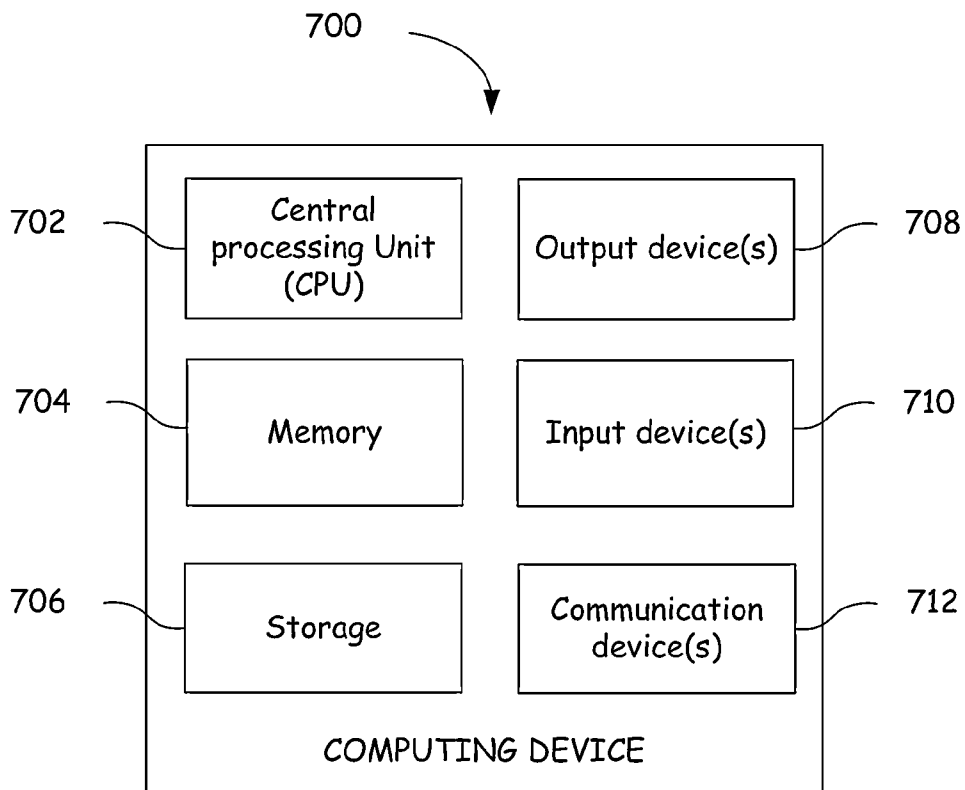 700
702
Central
processing Unit
(CPU)
Output device(s)
708
704
Memory
Input device(s)
710
706
Storage
Communication
device(s)
712
COMPUTING DEVICE